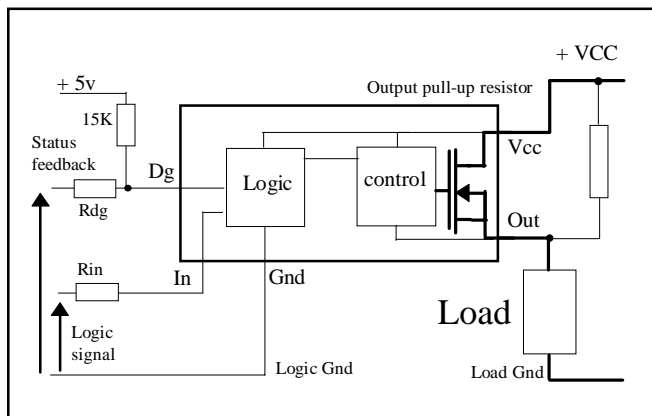 + VCC
+ 5v
Output pull-up resistor
15K
Status
feedback
Vcc
Dg
Logic
control
Rdg
Out
Rin
In
Gnd
Load
Logic
signal
Logic Gnd
Load Gnd